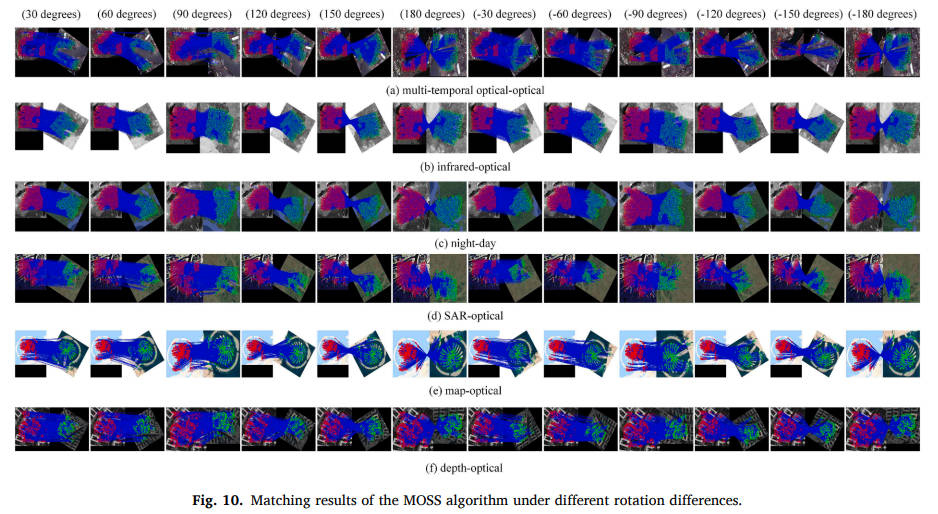 (30 degrees) (60 degrees) (90 degrees) (120 degrees) (150 degrees) (180 degrees) (-30 degrees) (-60 degrees) (-90 degrees) (-120 degrees) (-150 degrees) (-180 degrees)
(a) multi-temporal optical-optical
(b) infrared-optical
(c) night-day
(d) SAR-optical
(e) map-optical
(f) depth-optical
Fig. 10. Matching results of the MOSS algorithm under different rotation differences.